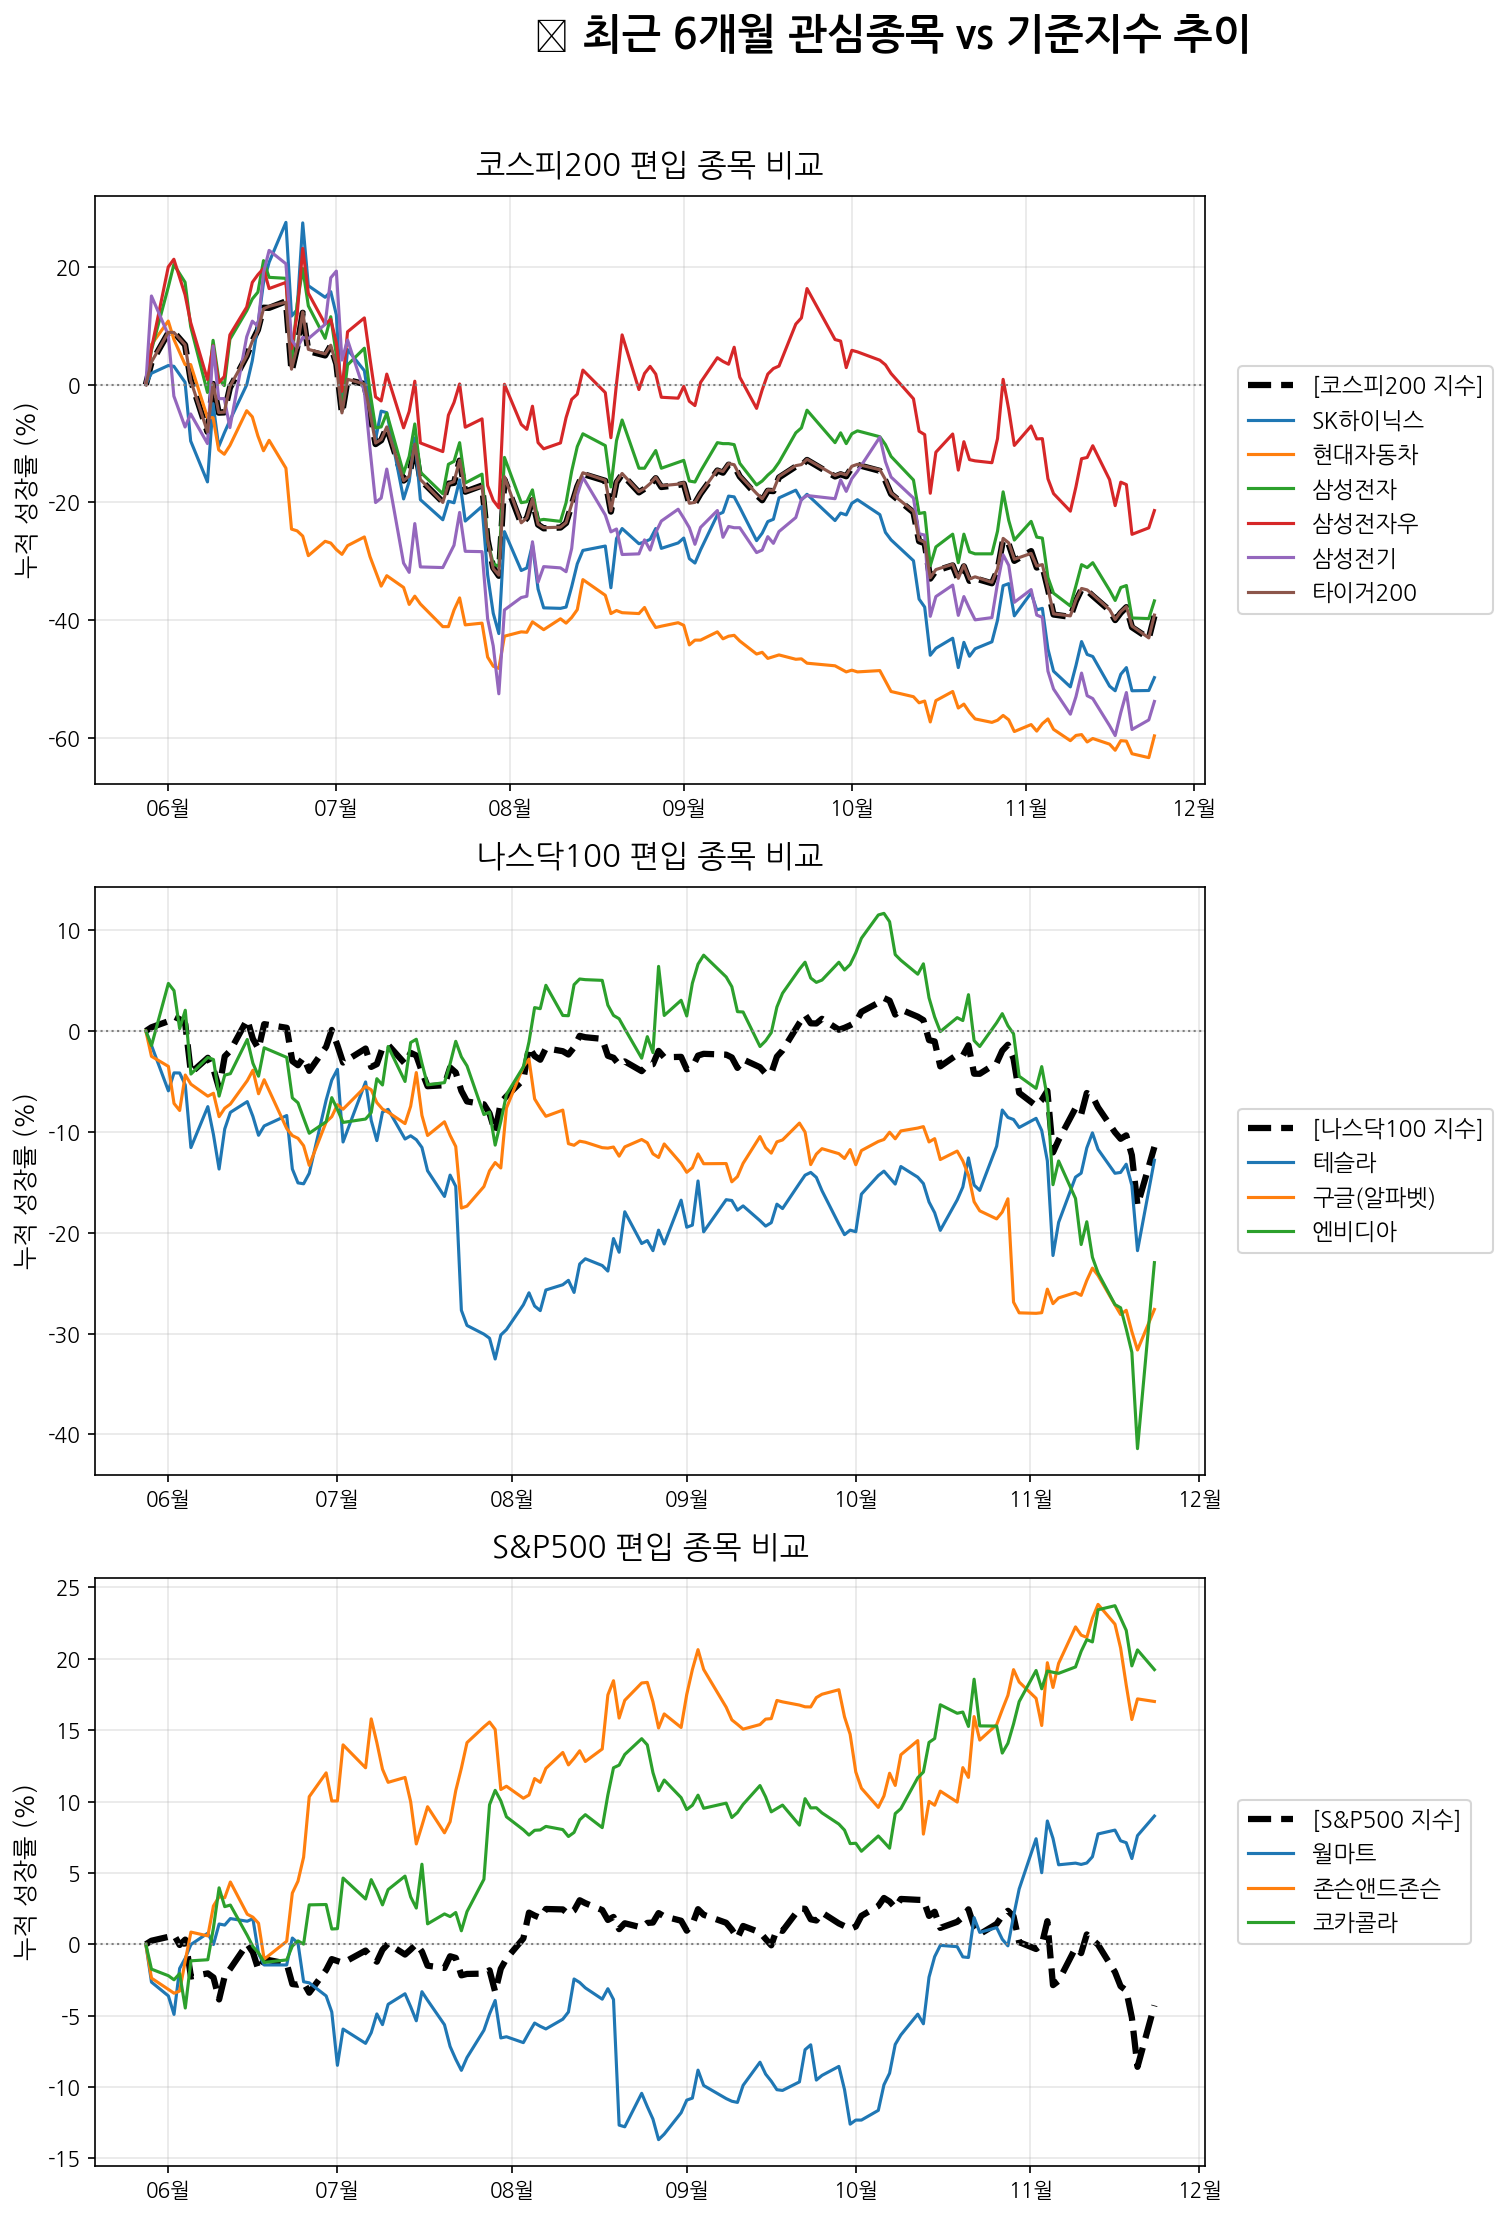 최근 6개월 관심종목 vs 기준지수 추이
코스피200 편입 종목 비교
누적 성장률 (%)
20
0
-20
-40
-60
06월 07월 08월 09월 10월 11월 12월
[코스피200 지수]
SK하이닉스
현대자동차
삼성전자
삼성전자우
삼성전기
타이거200
나스닥100 편입 종목 비교
누적 성장률 (%)
10
0
-10
-20
-30
-40
06월 07월 08월 09월 10월 11월 12월
[나스닥100 지수]
테슬라
구글(알파벳)
엔비디아
S&P500 편입 종목 비교
누적 성장률 (%)
25
20
15
10
5
0
-5
-10
-15
06월 07월 08월 09월 10월 11월 12월
[S&P500 지수]
월마트
존슨앤드존슨
코카콜라